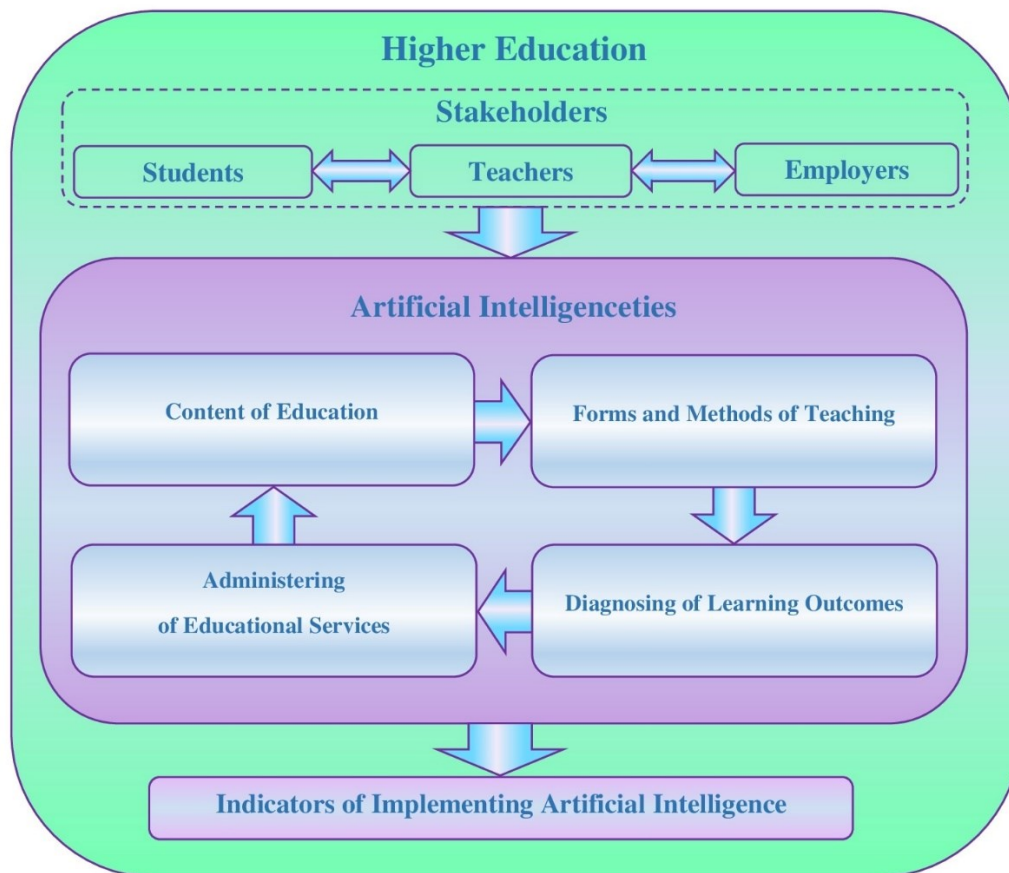 Higher Education
Stakeholders
Students
Teachers
Employers
Artificial Intelligenceties
Content of Education
Forms and Methods of Teaching
Administering
of Educational Services
Diagnosing of Learning Outcomes
Indicators of Implementing Artificial Intelligence